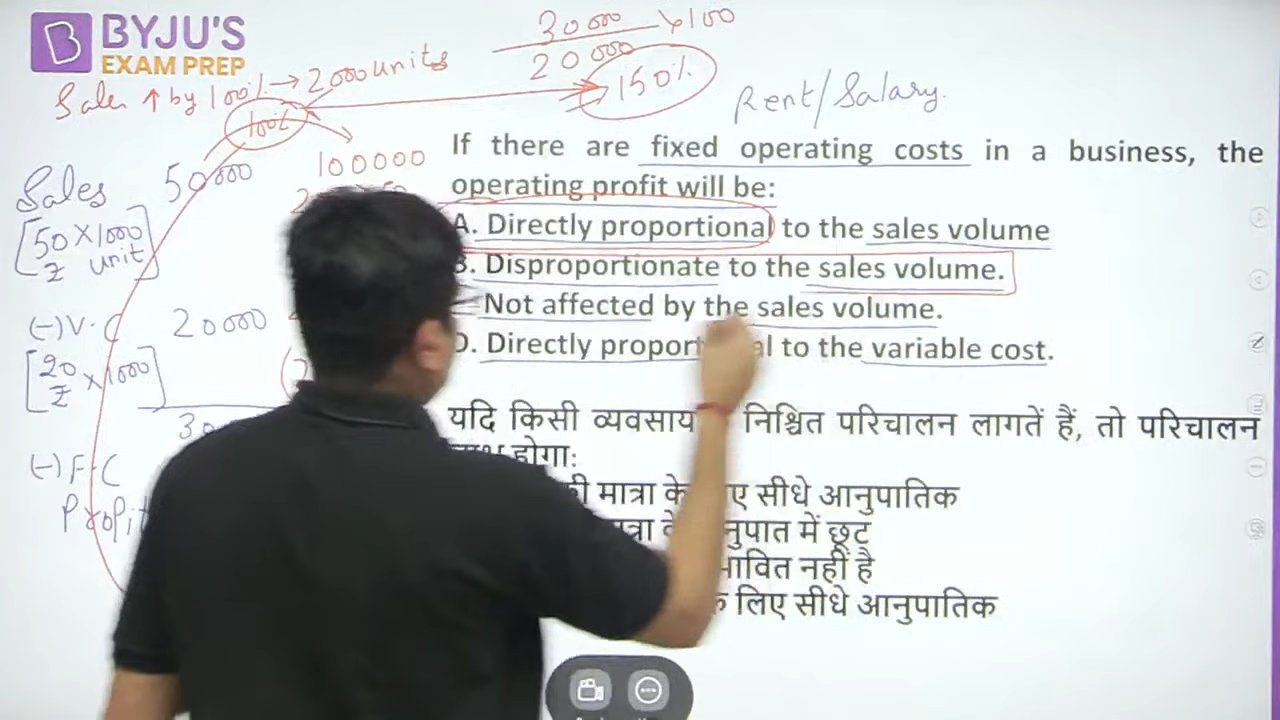 BYJU'S
EXAM PREP
30000 × 100
20000
150%
Sales ↑ by 100% → 2000 units
100%
Rent/Salary.
Sales 50000 100000
[50 × 1000
₹ unit]
(-) V.C 20000
[20 × 1000]
₹
(-) F.C
Profit
If there are fixed operating costs in a business, the
operating profit will be:
A. Directly proportional to the sales volume
B. Disproportionate to the sales volume.
Not affected by the sales volume.
D. Directly to the variable cost.
यदि किसी व्यवसाय निश्चित परिचालन लागतें हैं, तो परिचालन
होगा:
की मात्रा के लिए सीधे आनुपातिक
में छूट
नहीं है
के लिए सीधे आनुपातिक